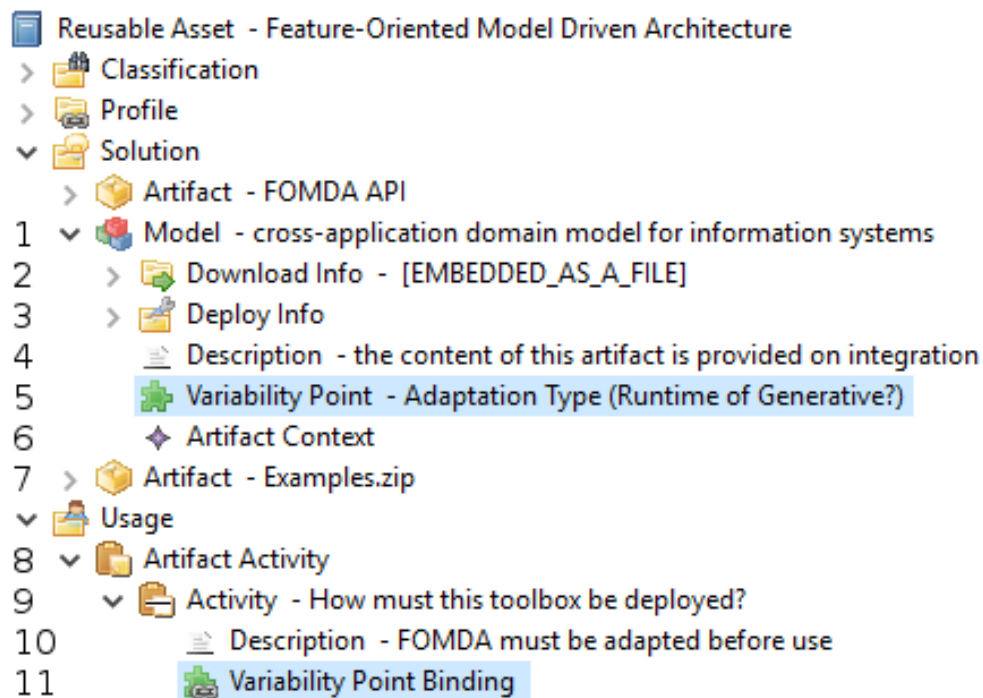 Reusable Asset - Feature-Oriented Model Driven Architecture
Classification
Profile
Solution
Artifact - FOMDA API
1 Model - cross-application domain model for information systems
2 Download Info - [EMBEDDED_AS_A_FILE]
3 Deploy Info
4 Description - the content of this artifact is provided on integration
5 Variability Point - Adaptation Type (Runtime of Generative?)
6 Artifact Context
7 Artifact - Examples.zip
Usage
8 Artifact Activity
9 Activity - How must this toolbox be deployed?
10 Description - FOMDA must be adapted before use
11 Variability Point Binding